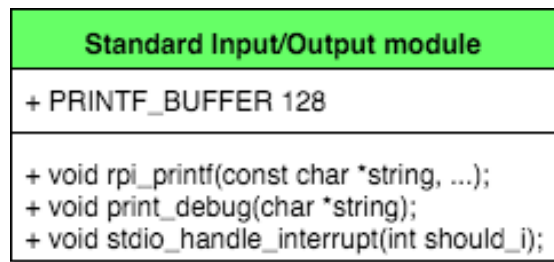 Standard Input/Output module
+ PRINTF_BUFFER 128
+ void rpi_printf(const char *string, ...);
+ void print_debug(char *string);
+ void stdio_handle_interrupt(int should_i);